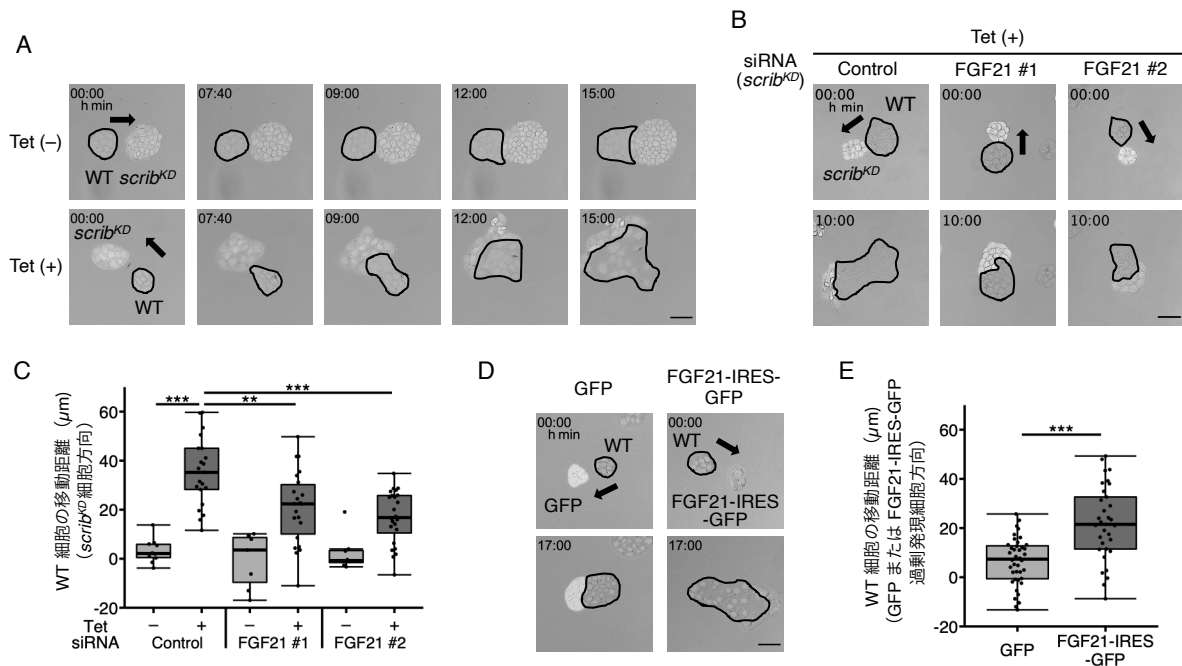 A
Tet (–)
00:00
h min
WT scrib^KD
07:40
09:00
12:00
15:00
Tet (+)
00:00
scrib^KD
WT
07:40
09:00
12:00
15:00
B
Tet (+)
siRNA
(scrib^KD)
Control
FGF21 #1
FGF21 #2
00:00
h min
WT
scrib^KD
00:00
00:00
10:00
10:00
10:00
C
WT 細胞の移動距離 (μm)
(scrib^KD細胞方向)
***
**
***
60
40
20
0
-20
Tet – + – + – +
siRNA Control FGF21 #1 FGF21 #2
D
GFP
FGF21-IRES-
GFP
00:00
h min
WT
GFP
00:00
WT
FGF21-IRES
-GFP
17:00
17:00
E
WT 細胞の移動距離 (μm)
(GFP または FGF21-IRES-GFP
過剰発現細胞方向)
***
60
40
20
0
-20
GFP
FGF21-IRES
-GFP